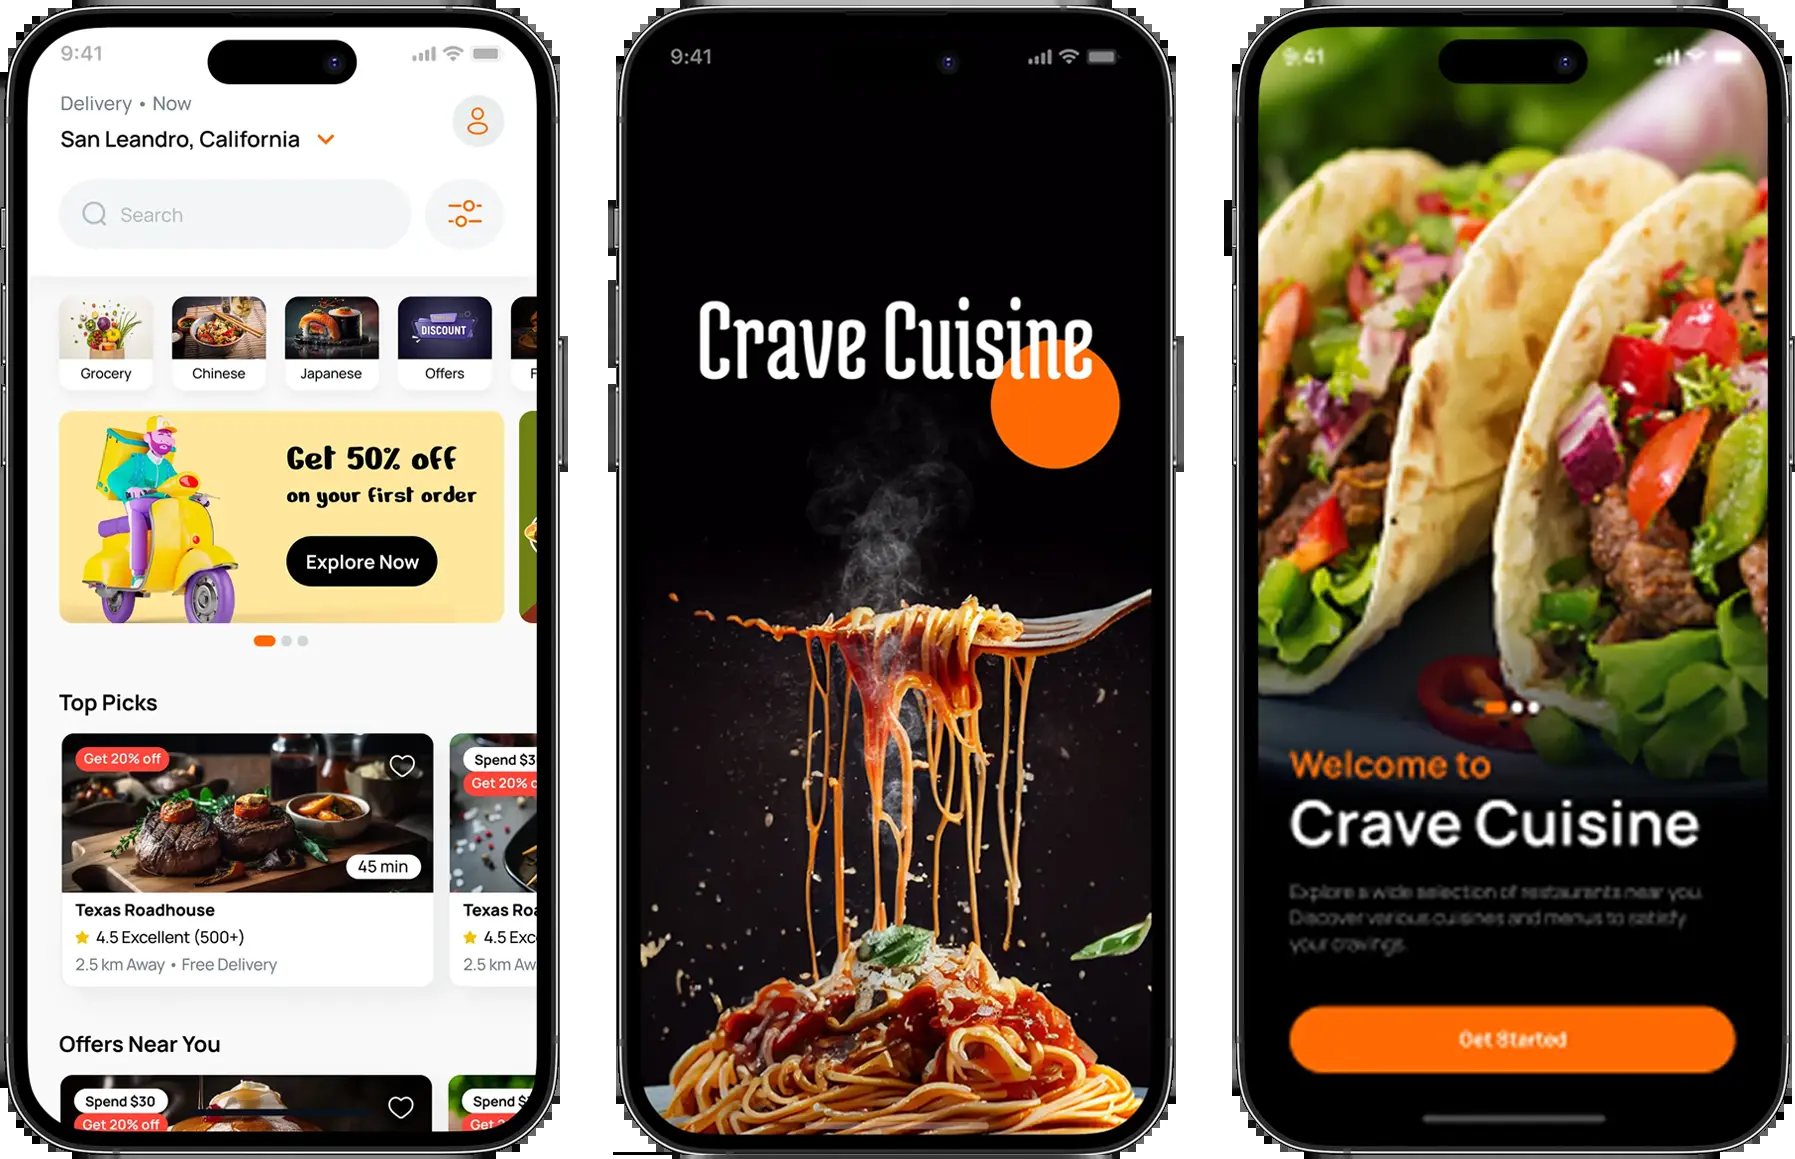 9:41
Delivery • Now
San Leandro, California
Search
Grocery
Chinese
Japanese
DISCOUNT
Offers
F
Get 50% off
on your first order
Explore Now
Top Picks
Get 20% off
45 min
Texas Roadhouse
4.5 Excellent (500+)
2.5 km Away • Free Delivery
Spend $3
Get 20% o
Texas Roa
4.5 Exc
2.5 km Aw
Offers Near You
Spend $30
Get 20% off
Spend $
Get 2
9:41
Crave Cuisine
9:41
Welcome to
Crave Cuisine
Explore a wide selection of restaurants near you.
Discover various cuisines and menus to satisfy
your cravings.
Get Started